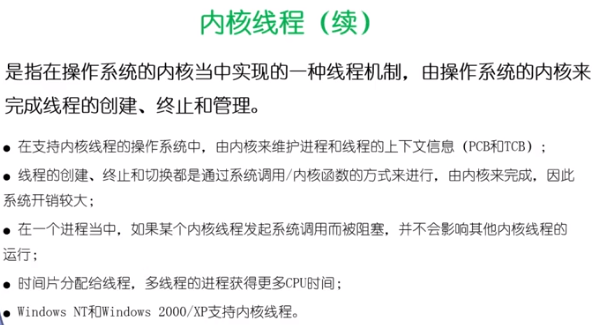 内核线程（续）
是指在操作系统的内核当中实现的一种线程机制，由操作系统的内核来
完成线程的创建、终止和管理。
● 在支持内核线程的操作系统中，由内核来维护进程和线程的上下文信息（PCB和TCB）；
● 线程的创建、终止和切换都是通过系统调用/内核函数的方式来进行，由内核来完成，因此
系统开销较大；
● 在一个进程当中，如果某个内核线程发起系统调用而被阻塞，并不会影响其他内核线程的
运行；
● 时间片分配给线程，多线程的进程获得更多CPU时间；
● Windows NT和Windows 2000/XP支持内核线程。